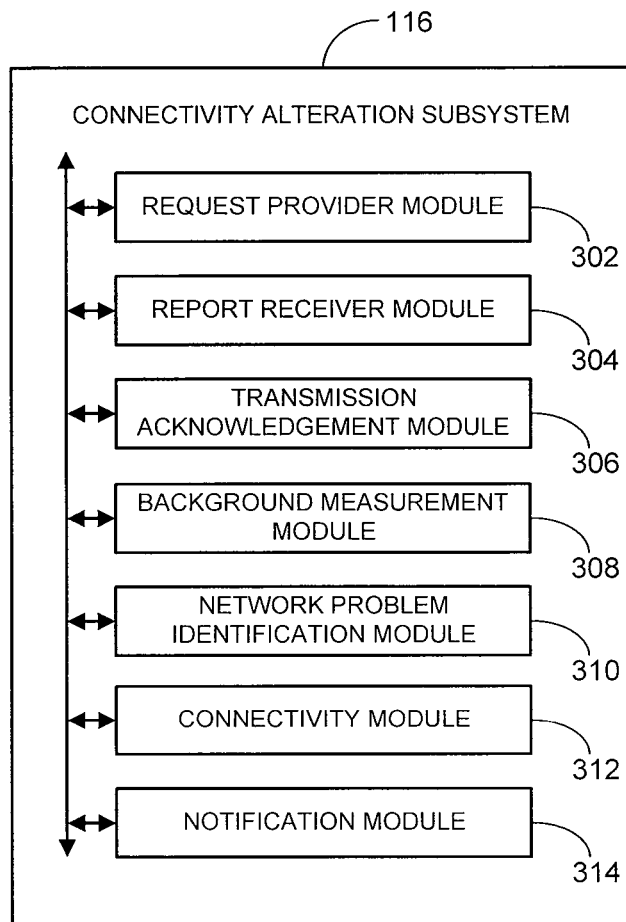 116
CONNECTIVITY ALTERATION SUBSYSTEM
REQUEST PROVIDER MODULE
302
REPORT RECEIVER MODULE
304
TRANSMISSION
ACKNOWLEDGEMENT MODULE
306
BACKGROUND MEASUREMENT
MODULE
308
NETWORK PROBLEM
IDENTIFICATION MODULE
310
CONNECTIVITY MODULE
312
NOTIFICATION MODULE
314